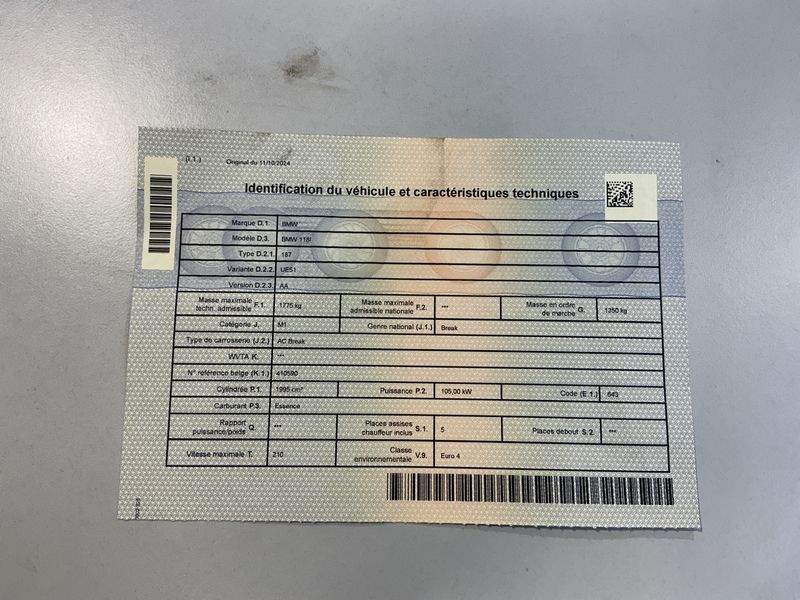 (I.1.) Original du 11/10/2024
Identification du véhicule et caractéristiques techniques
Marque D.1. BMW
Modèle D.3. BMW 118I
Type D.2.1. 187
Variante D.2.2. UE51
Version D.2.3. AA
Masse maximale techn. admissible F.1. 1775 kg Masse maximale admissible nationale F.2. *** Masse en ordre de marche G. 1350 kg
Catégorie J. M1 Genre national (J.1.) Break
Type de carrosserie (J.2.) AC Break
WVTA K. ***
N° référence belge (K.1.) 410590
Cylindrée P.1. 1995 cm³ Puissance P.2. 105,00 kW Code (E.1.) 643
Carburant P.3. Essence
Rapport puissance/poids Q. *** Places assises chauffeur inclus S.1. 5 Places debout S.2. ***
Vitesse maximale T. 210 Classe environnementale V.9. Euro 4